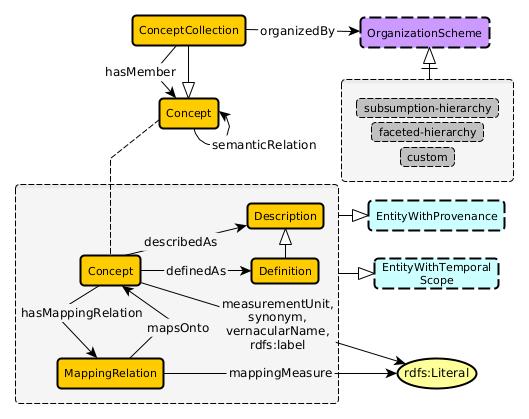 ConceptCollection
organizedBy
OrganizationScheme
hasMember
Concept
semanticRelation
subsumption-hierarchy
faceted-hierarchy
custom
Description
EntityWithProvenance
describedAs
Concept
definedAs
Definition
EntityWithTemporal
Scope
hasMappingRelation
mapsOnto
measurementUnit,
synonym,
vernacularName,
rdfs:label
MappingRelation
mappingMeasure
rdfs:Literal